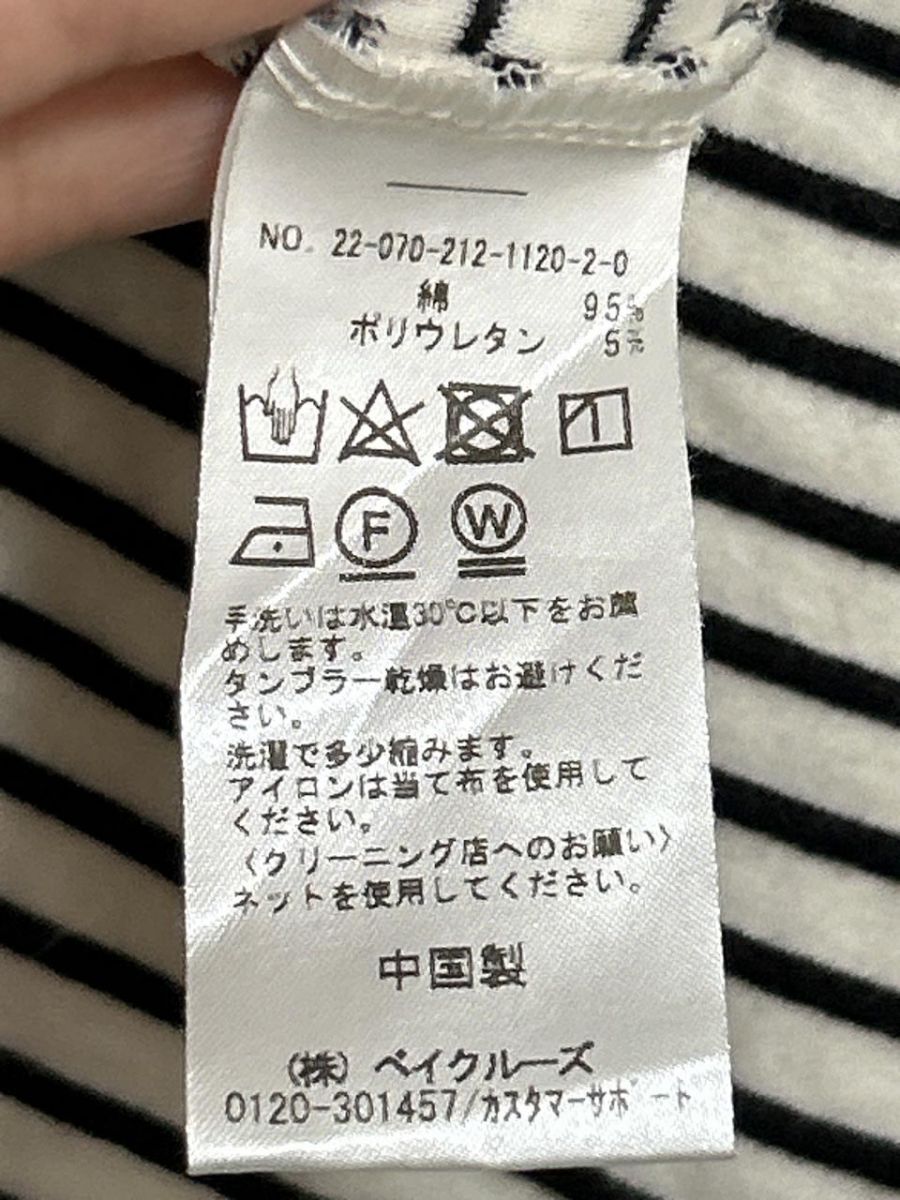 NO. 22-070-212-1120-2-0
綿 95%
ポリウレタン 5%
F W
手洗いは水温30℃以下をお薦
めします。
タンブラー乾燥はお避けくだ
さい。
洗濯で多少縮みます。
アイロンは当て布を使用して
ください。
〈クリーニング店へのお願い〉
ネットを使用してください。
中国製
(株) ベイクルーズ
0120-301457/カスタマーサポート